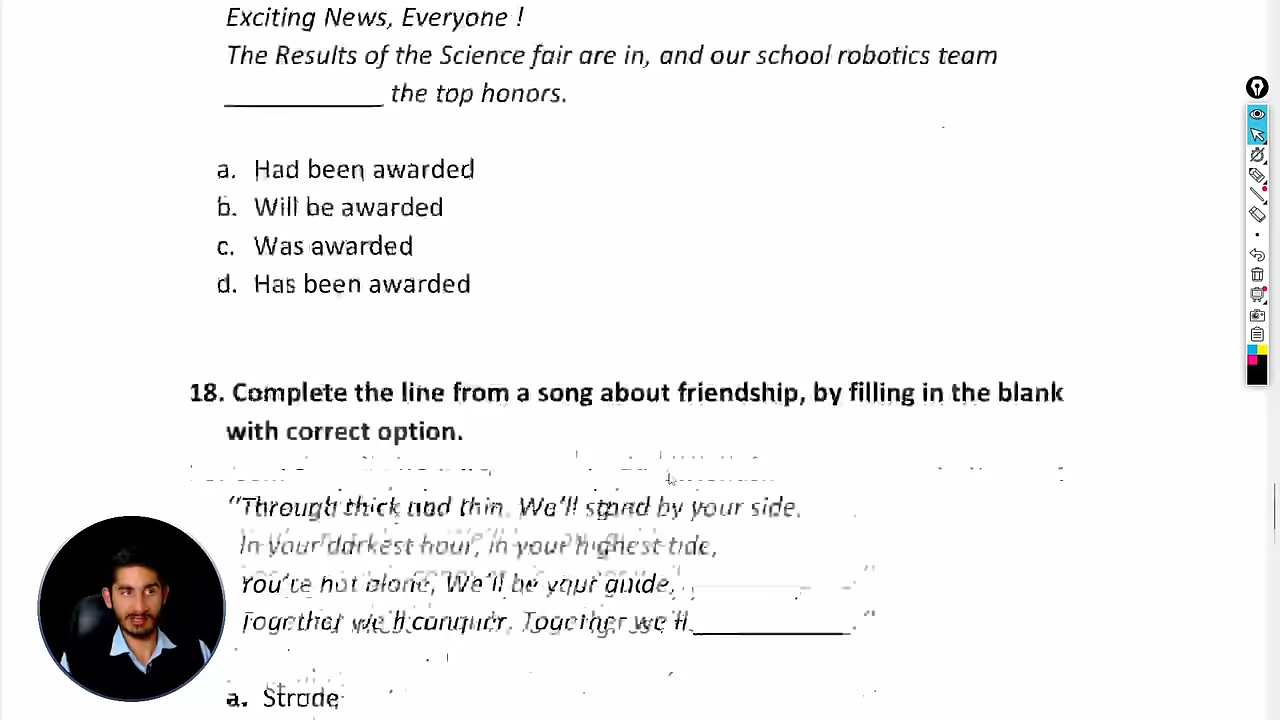 Exciting News, Everyone !
The Results of the Science fair are in, and our school robotics team
____________ the top honors.
a. Had been awarded
b. Will be awarded
c. Was awarded
d. Has been awarded
18. Complete the line from a song about friendship, by filling in the blank
with correct option.
"Through thick and thin, We'll stand by your side.
In your darkest hour, in your highest tide,
You're not alone, We'll be your guide,
Together we'll conquer. Together we'll ____________."
a. Strode